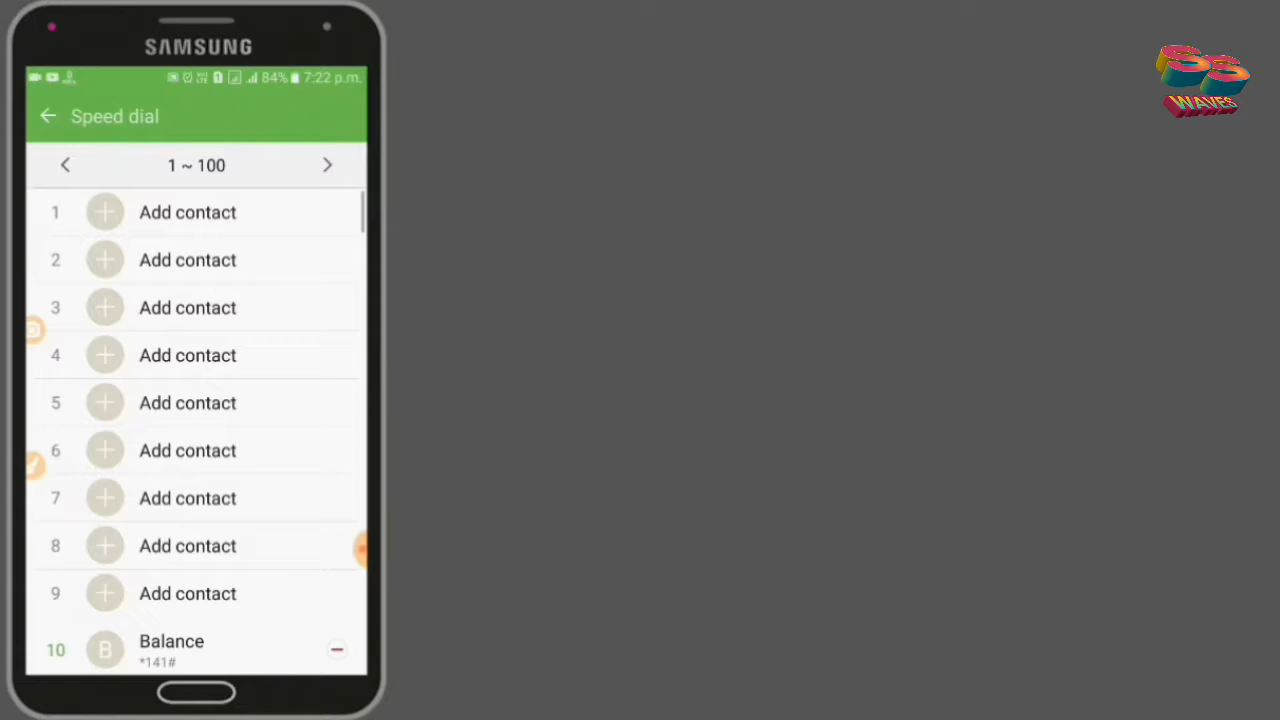 SAMSUNG
84% 7:22 p.m.
Speed dial
1 ~ 100
1 Add contact
2 Add contact
3 Add contact
4 Add contact
5 Add contact
6 Add contact
7 Add contact
8 Add contact
9 Add contact
10 B Balance
*141#
SS
WAVES